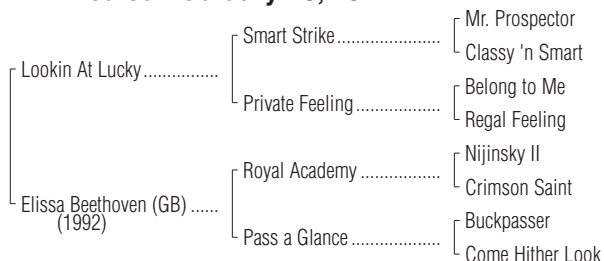 Mr. Prospector
Smart Strike....................
Classy 'n Smart
Lookin At Lucky................
Belong to Me
Private Feeling...................
Regal Feeling
Nijinsky II
Royal Academy..................
Crimson Saint
Elissa Beethoven (GB)......
(1992)
Buckpasser
Pass a Glance.....................
Come Hither Look